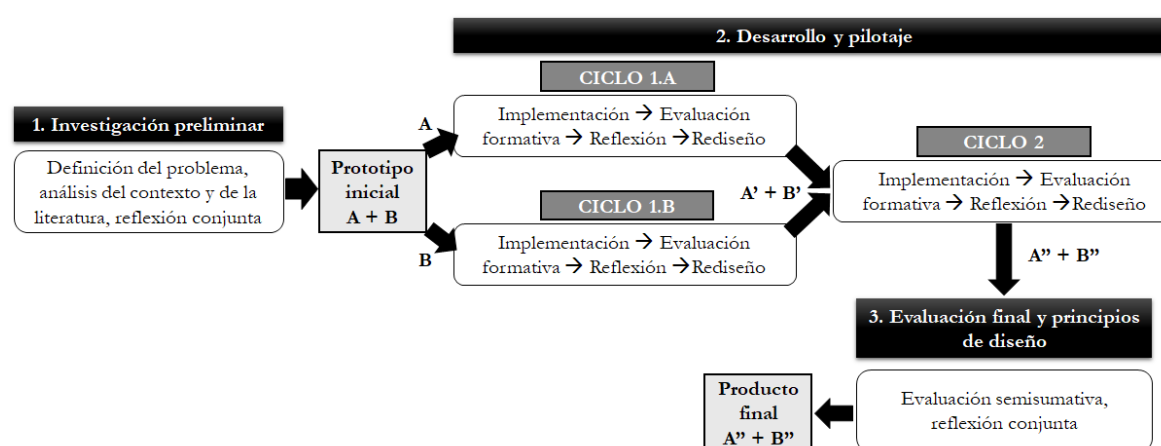 2. Desarrollo y pilotaje
CICLO 1.A
Implementación → Evaluación
formativa → Reflexión →Rediseño
1. Investigación preliminar
Definición del problema,
análisis del contexto y de la
literatura, reflexión conjunta
Prototipo
inicial
A + B
A
B
CICLO 1.B
Implementación → Evaluación
formativa → Reflexión →Rediseño
A’ + B’
CICLO 2
Implementación → Evaluación
formativa → Reflexión →Rediseño
A” + B”
3. Evaluación final y principios
de diseño
Evaluación semisumativa,
reflexión conjunta
Producto
final
A” + B”